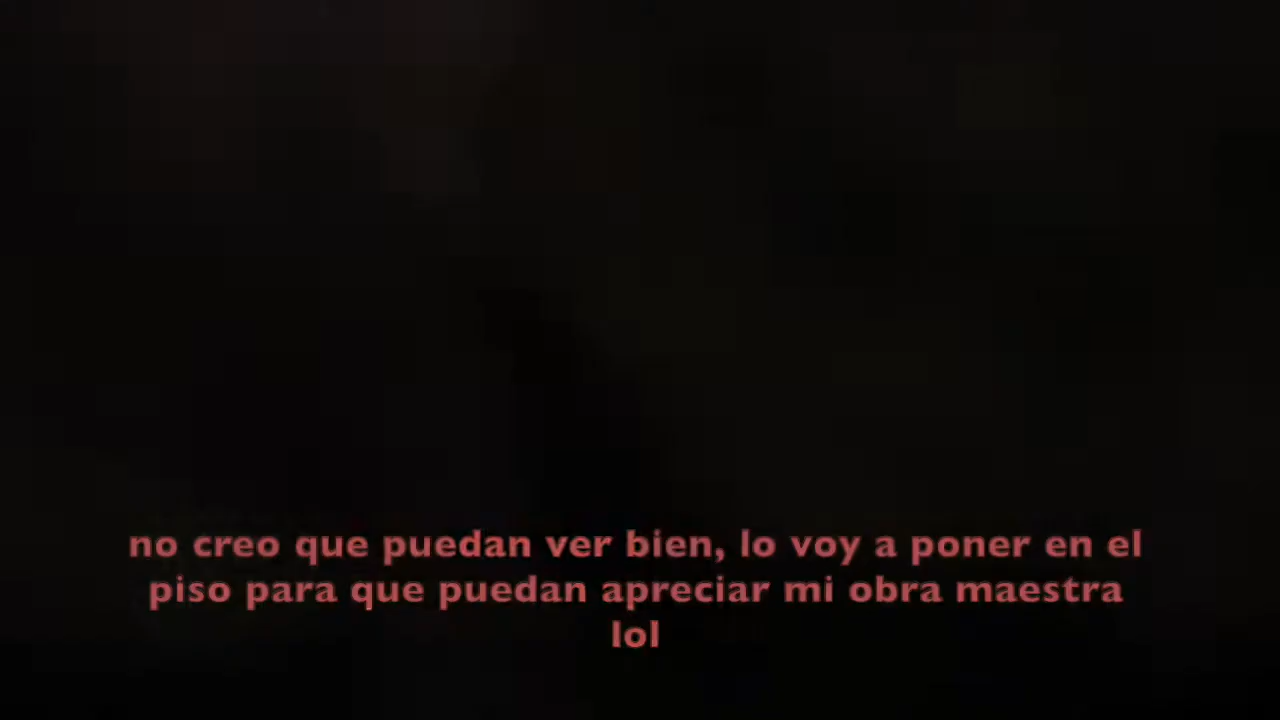 no creo que puedan ver bien, lo voy a poner en el
piso para que puedan apreciar mi obra maestra
lol